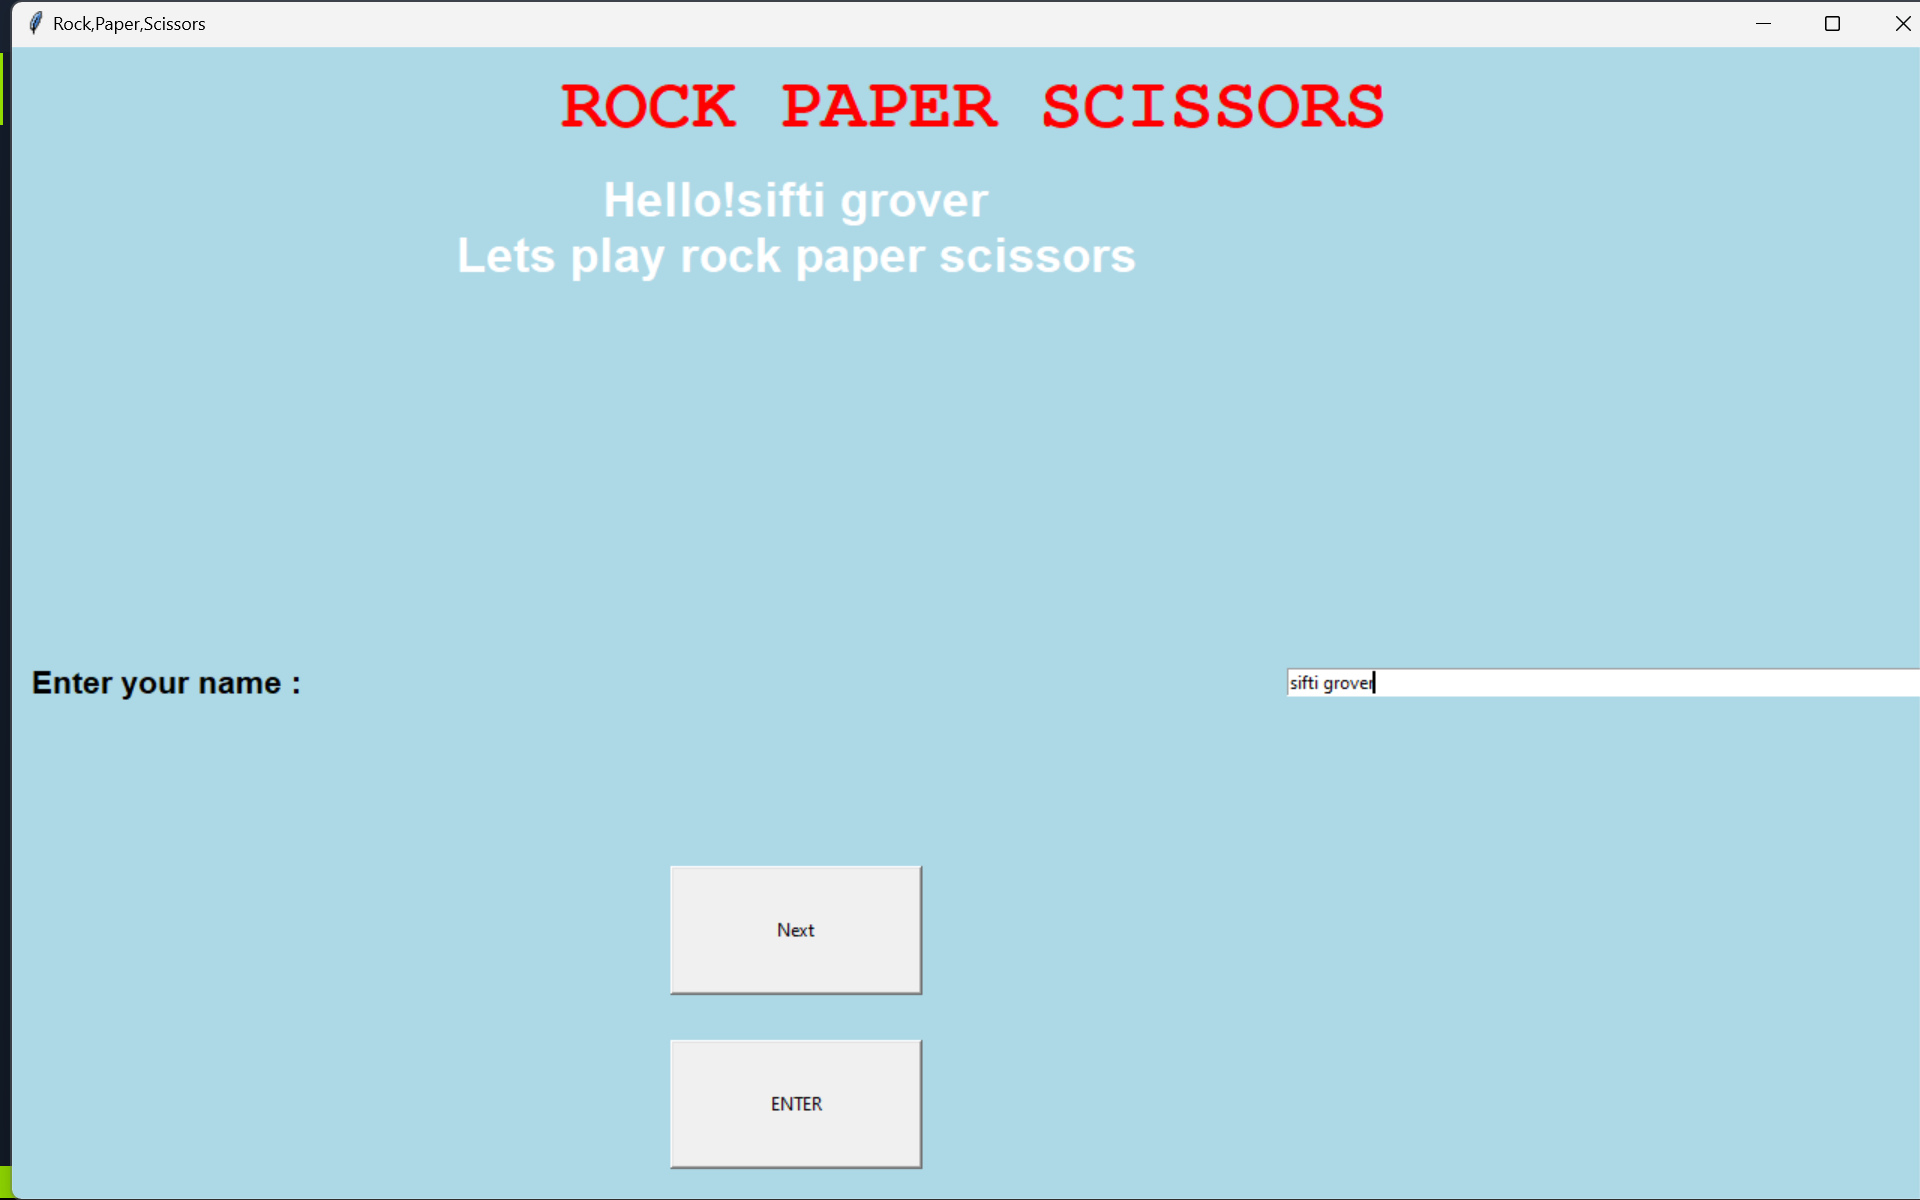 Rock,Paper,Scissors
ROCK PAPER SCISSORS
Hello!sifti grover
Lets play rock paper scissors
Enter your name :
sifti grover
Next
ENTER